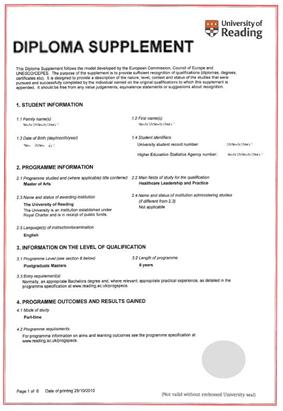 University of
Reading
DIPLOMA SUPPLEMENT
This Diploma Supplement follows the model developed by the European Commission, Council of Europe and
UNESCO/CEPES. The purpose of the supplement is to provide sufficient recognition of qualifications (diplomas, degrees,
certificates etc). It is designed to provide a description of the nature, level, context and status of the studies that were
pursued and successfully completed by the individual named on the original qualifications to which this supplement is
appended. It should be free from any value judgements, equivalence statements or suggestions about recognition.
1. STUDENT INFORMATION
1.1 Family name(s)
1.2 First name(s)
1.3 Date of Birth (day/month/year)
1.4 Student identifiers
University student record number:
Higher Education Statistics Agency number:
2. PROGRAMME INFORMATION
2.1 Programme studied and (where applicable) title conferred
Master of Arts
2.2 Main fields of study for the qualification
Healthcare Leadership and Practice
2.3 Name and status of awarding institution
The University of Reading
The University is an institution established under
Royal Charter and is in receipt of public funds.
2.4 Name and status of institution administering studies
(if different from 2.3)
Not applicable
2.5 Language(s) of instruction/examination
English
3. INFORMATION ON THE LEVEL OF QUALIFICATION
3.1 Programme Level (see section 8 below)
Postgraduate Masters
3.2 Length of programme
6 years
3.3 Entry requirement(s)
Normally, an appropriate Bachelors degree and, where relevant, appropriate practical experience, as detailed in the
programme specification at www.reading.ac.uk/progspecs.
4. PROGRAMME OUTCOMES AND RESULTS GAINED
4.1 Mode of study
Part-time
4.2 Programme requirements
For programme information on aims and learning outcomes see the programme specification at
www.reading.ac.uk/progspecs.
Page 1 of 6 Date of printing 29/10/2010
(Not valid without embossed University seal)